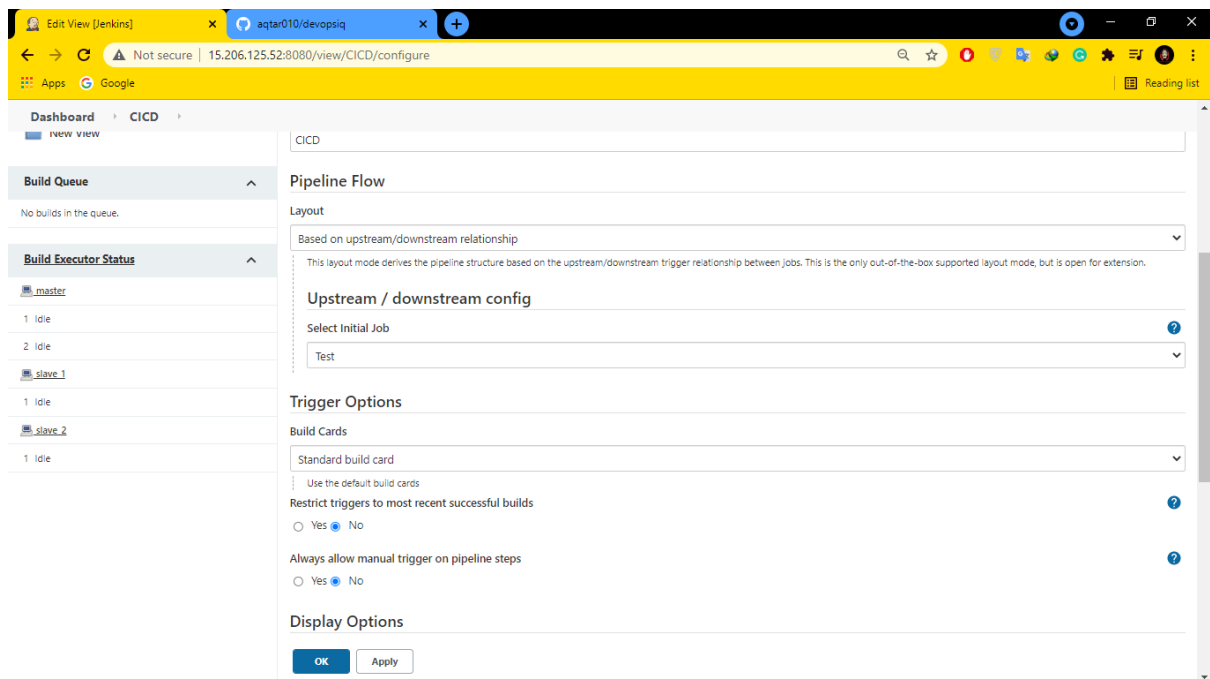 Edit View [Jenkins]
aqtar010/devopsiq
Not secure | 15.206.125.52:8080/view/CICD/configure
Apps Google
Reading list
Dashboard CICD
New View
CICD
Build Queue
No builds in the queue.
Build Executor Status
master
1 Idle
2 Idle
slave 1
1 Idle
slave 2
1 Idle
Pipeline Flow
Layout
Based on upstream/downstream relationship
This layout mode derives the pipeline structure based on the upstream/downstream trigger relationship between jobs. This is the only out-of-the-box supported layout mode, but is open for extension.
Upstream / downstream config
Select Initial Job
Test
Trigger Options
Build Cards
Standard build card
Use the default build cards
Restrict triggers to most recent successful builds
Yes No
Always allow manual trigger on pipeline steps
Yes No
Display Options
OK Apply